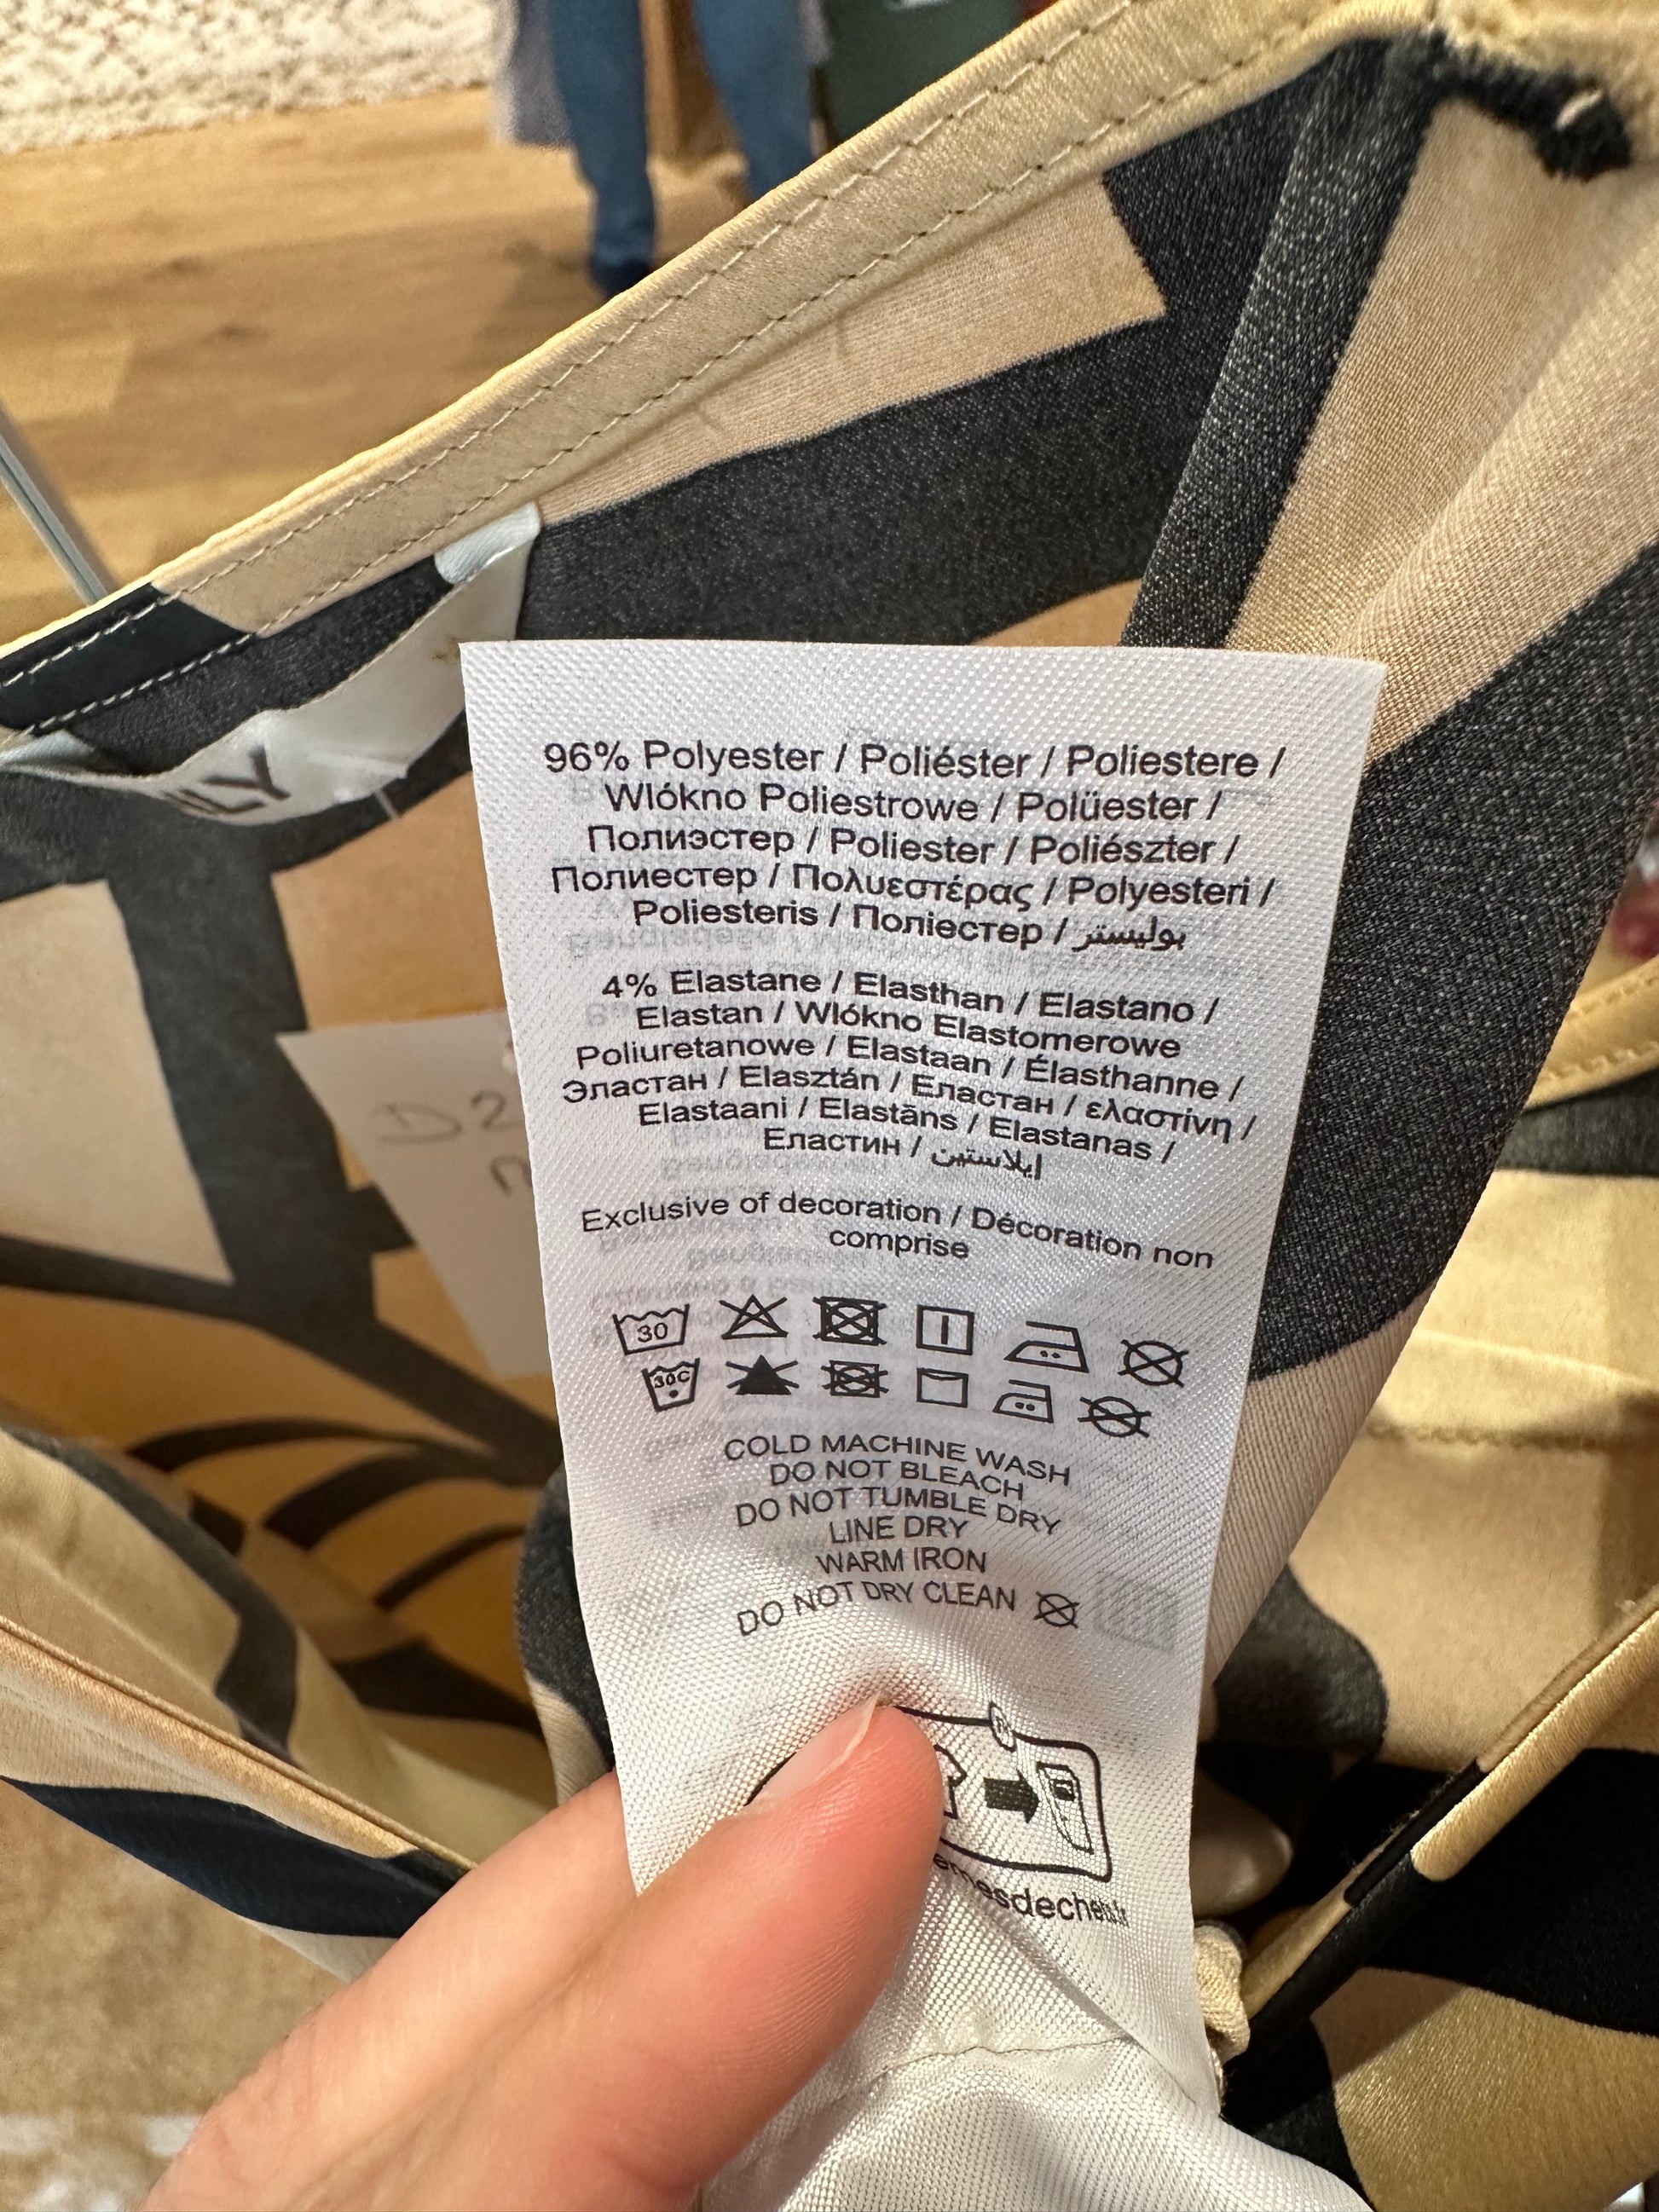 96% Polyester / Poliéster / Poliestere /
Wlókno Poliestrowe / Polüester /
Полиэстер / Poliester / Poliészter /
Полиестер / Πολυεστέρας / Polyesteri /
Poliesteris / Поліестер / بوليستر
4% Elastane / Elasthan / Elastano /
Elastan / Wlókno Elastomerowe
Poliuretanowe / Elastaan / Élasthanne /
Эластан / Elasztán / Еластан / ελαστίνη /
Elastaani / Elastāns / Elastanas /
Еластин / إيلاستين
Exclusive of decoration / Décoration non
comprise
30
30C
COLD MACHINE WASH
DO NOT BLEACH
DO NOT TUMBLE DRY
LINE DRY
WARM IRON
DO NOT DRY CLEAN